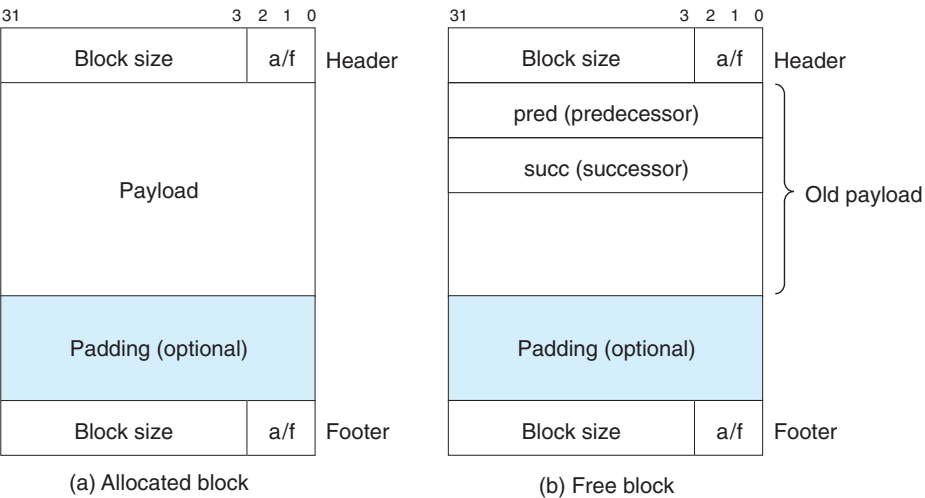 31 3 2 1 0
Block size a/f Header
Payload
Padding (optional)
Block size a/f Footer
(a) Allocated block
31 3 2 1 0
Block size a/f Header
pred (predecessor)
succ (successor)
Old payload
Padding (optional)
Block size a/f Footer
(b) Free block